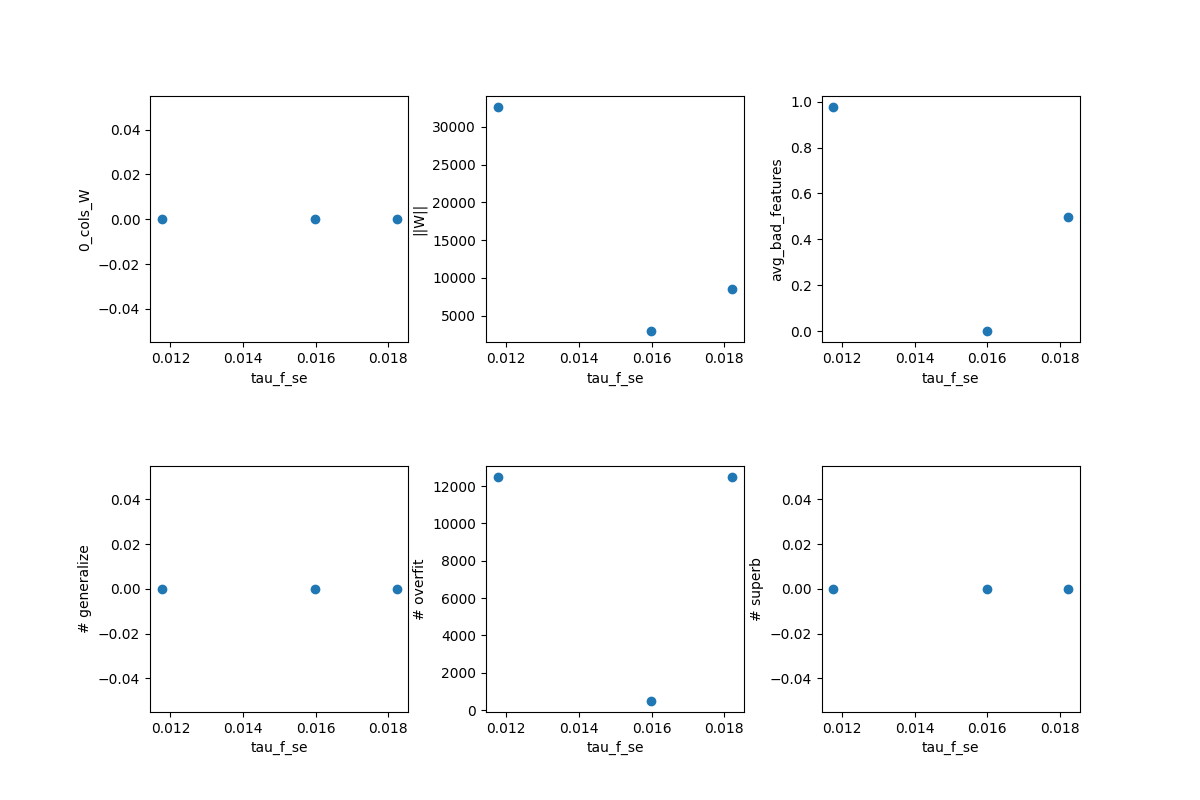 0_cols_W
0.04
0.02
0.00
−0.02
−0.04
0.012 0.014 0.016 0.018
tau_f_se
||W||
30000
25000
20000
15000
10000
5000
0.012 0.014 0.016 0.018
tau_f_se
avg_bad_features
1.0
0.8
0.6
0.4
0.2
0.0
0.012 0.014 0.016 0.018
tau_f_se
# generalize
0.04
0.02
0.00
−0.02
−0.04
0.012 0.014 0.016 0.018
tau_f_se
# overfit
12000
10000
8000
6000
4000
2000
0
0.012 0.014 0.016 0.018
tau_f_se
# superb
0.04
0.02
0.00
−0.02
−0.04
0.012 0.014 0.016 0.018
tau_f_se